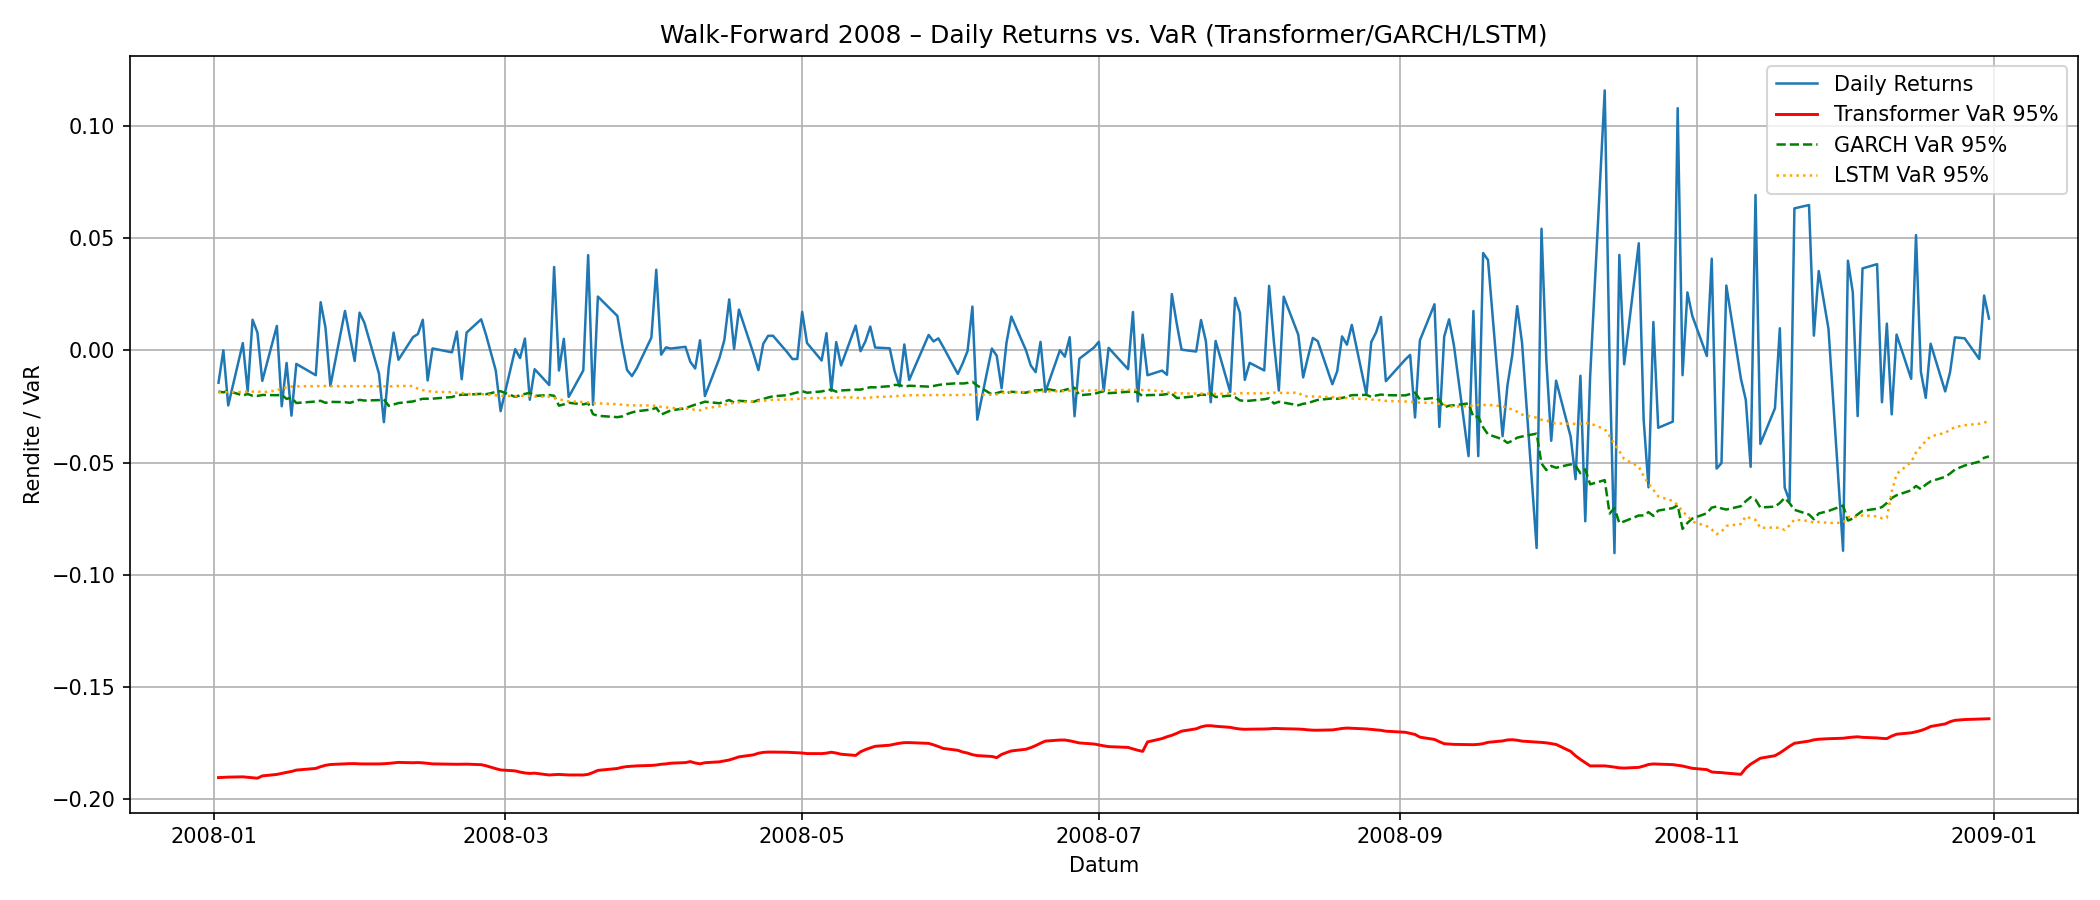 Walk-Forward 2008 – Daily Returns vs. VaR (Transformer/GARCH/LSTM)
Daily Returns
Transformer VaR 95%
GARCH VaR 95%
LSTM VaR 95%
Rendite / VaR
0.10
0.05
0.00
−0.05
−0.10
−0.15
−0.20
2008-01 2008-03 2008-05 2008-07 2008-09 2008-11 2009-01
Datum